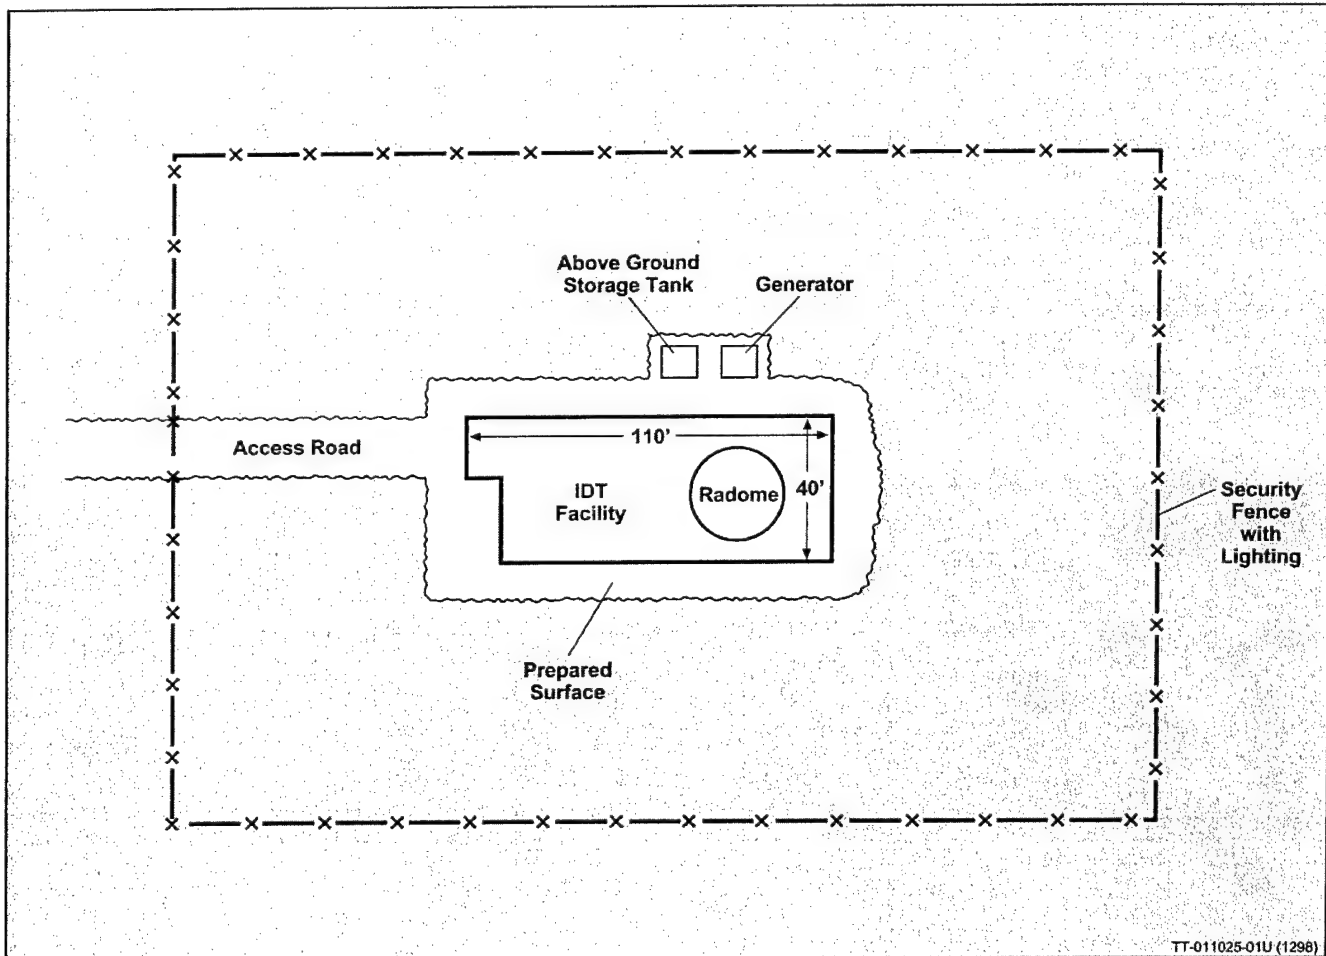 Above Ground
Storage Tank
Generator
Access Road
110'
IDT
Facility
Radome
40'
Security
Fence
with
Lighting
Prepared
Surface
TT-011025-01U (1298)